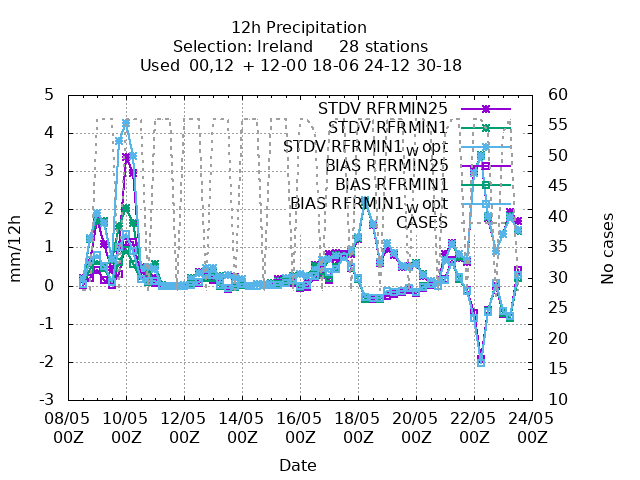 12h Precipitation
Selection: Ireland 28 stations
Used 00,12 + 12-00 18-06 24-12 30-18
STDV RFRMIN25
STDV RFRMIN1
STDV RFRMIN1_w opt
BIAS RFRMIN25
BIAS RFRMIN1
BIAS RFRMIN1_w opt
CASES
5
4
3
2
1
0
-1
-2
-3
mm/12h
60
55
50
45
40
35
30
25
20
15
10
No cases
08/05 10/05 12/05 14/05 16/05 18/05 20/05 22/05 24/05
00Z 00Z 00Z 00Z 00Z 00Z 00Z 00Z 00Z
Date